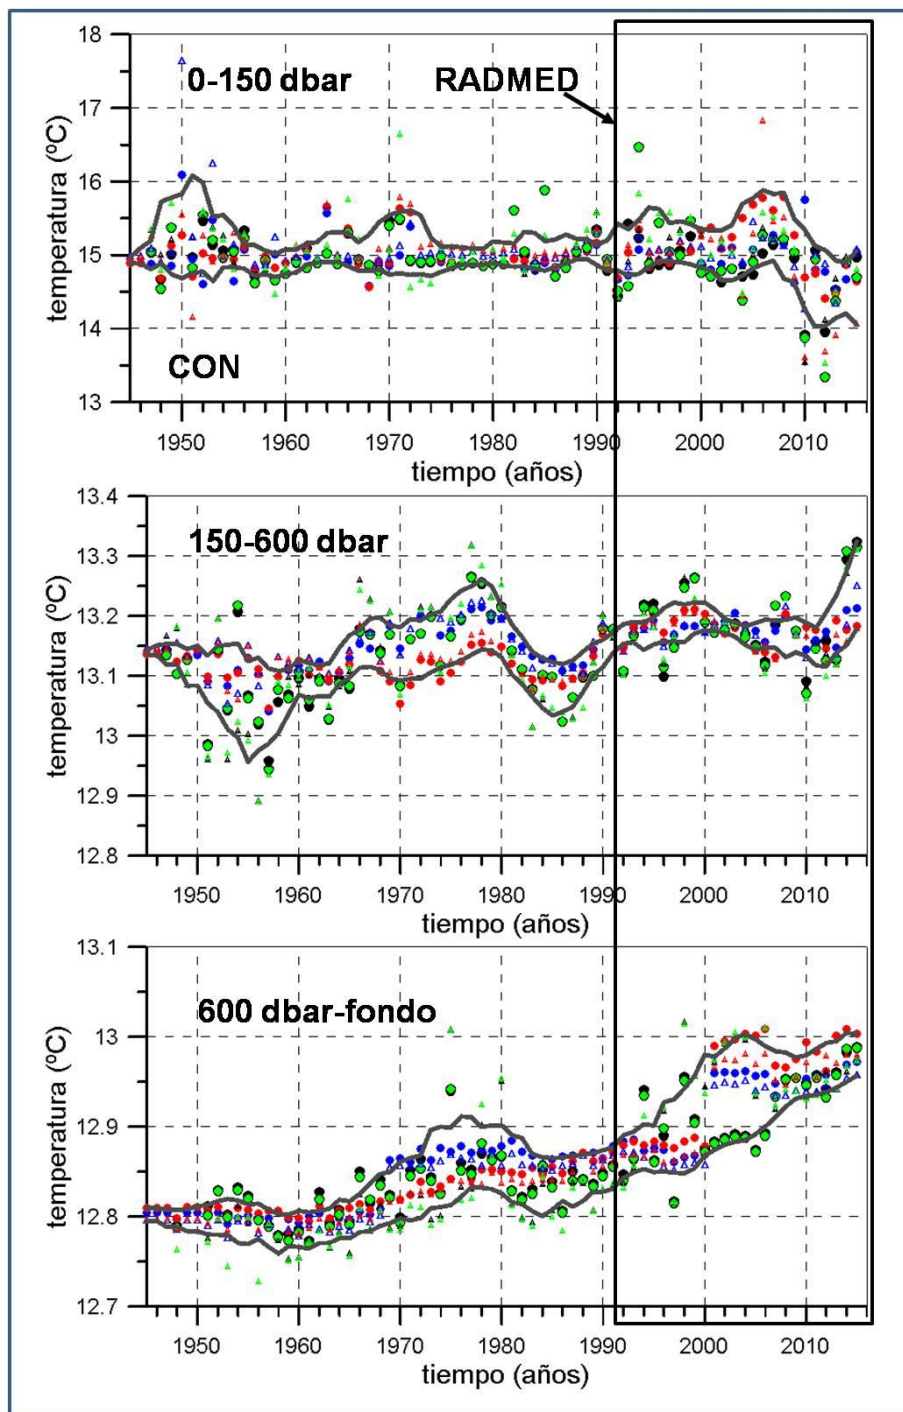 18
17
16
15
14
13
temperatura (ºC)
0-150 dbar
RADMED
CON
1950 1960 1970 1980 1990 2000 2010
tiempo (años)
13.4
13.3
13.2
13.1
13
12.9
12.8
temperatura (ºC)
150-600 dbar
1950 1960 1970 1980 1990 2000 2010
tiempo (años)
13.1
13
12.9
12.8
12.7
temperatura (ºC)
600 dbar-fondo
1950 1960 1970 1980 1990 2000 2010
tiempo (años)